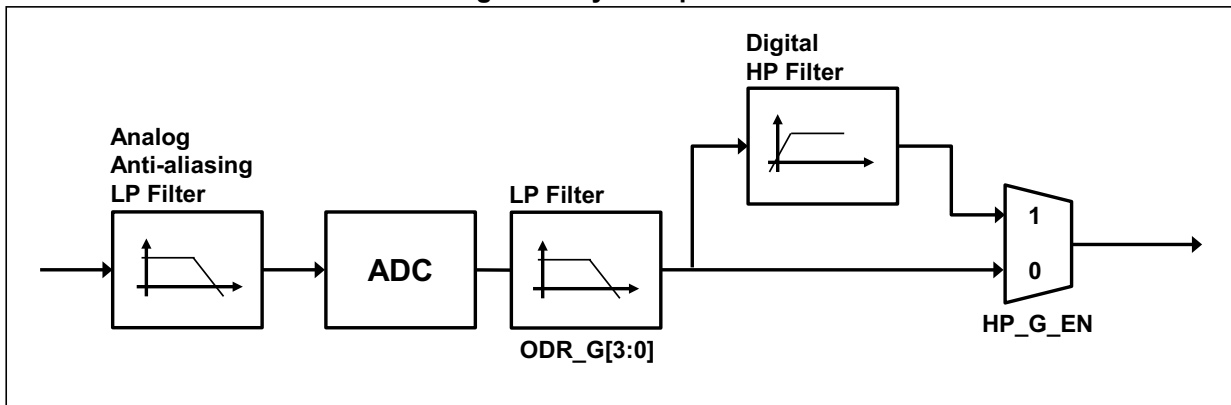 Digital
HP Filter
Analog
Anti-aliasing
LP Filter
LP Filter
ADC
1
0
HP_G_EN
ODR_G[3:0]